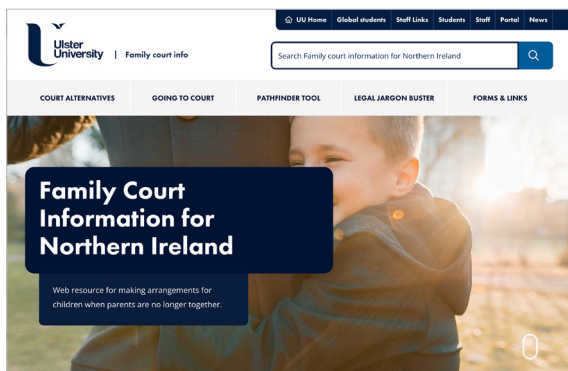 UU Home Global students Staff Links Students Staff Portal News
Ulster
University | Family court info
Search Family court information for Northern Ireland
COURT ALTERNATIVES GOING TO COURT PATHFINDER TOOL LEGAL JARGON BUSTER FORMS & LINKS
Family Court
Information for
Northern Ireland
Web resource for making arrangements for
children when parents are no longer together.